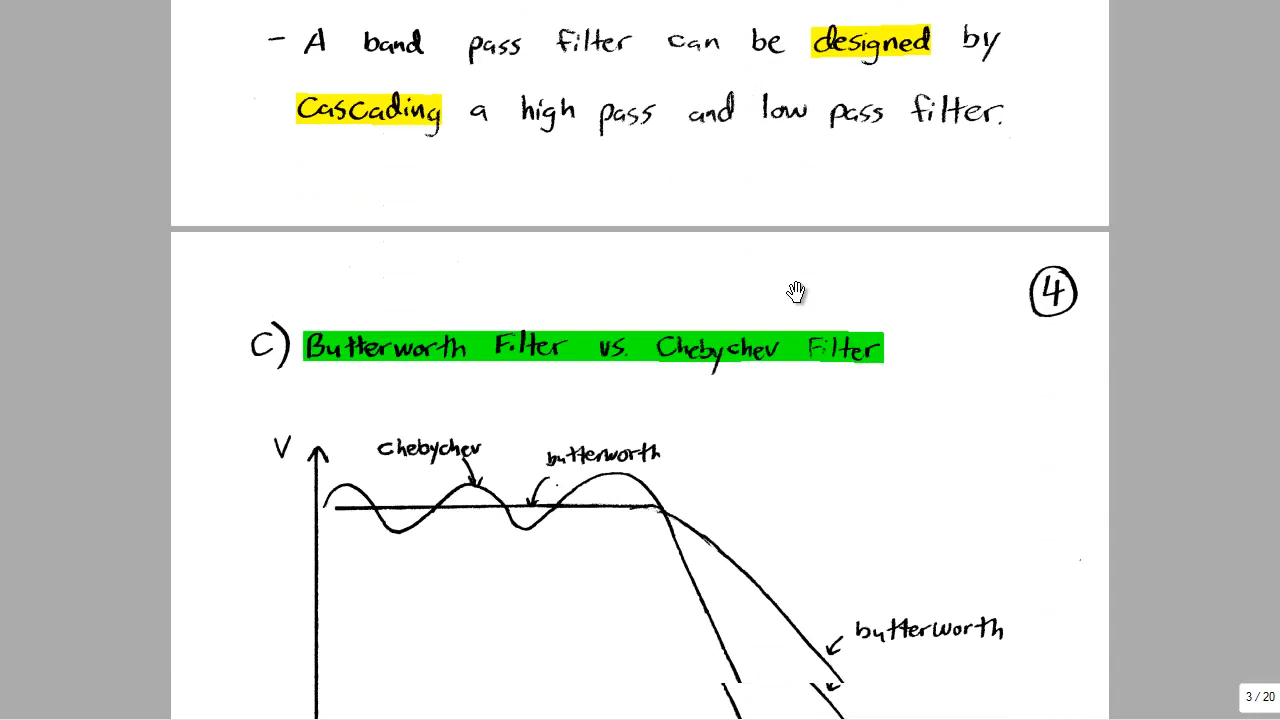 - A band pass filter can be designed by
cascading a high pass and low pass filter.
4
C) Butterworth Filter vs. Chebychev Filter
V
chebychev
butterworth
butterworth
3 / 20